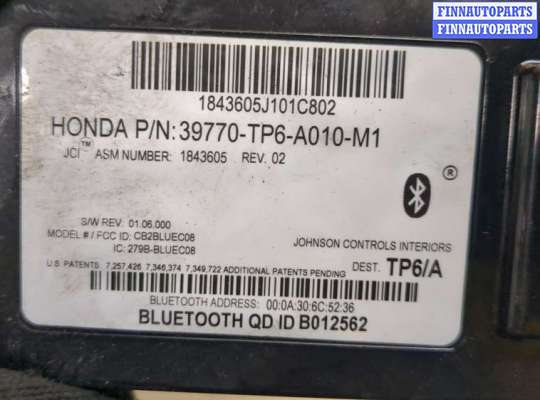 FINNAUTOPARTS
FINNAUTOPARTS
1843605J101C802
HONDA P/N: 39770-TP6-A010-M1
JCI™ ASM NUMBER: 1843605 REV. 02
®
S/W REV: 01.06.000
MODEL # / FCC ID: CB2BLUEC08
IC: 279B-BLUEC08
JOHNSON CONTROLS INTERIORS
U.S. PATENTS: 7,257,426 7,346,374 7,349,722 ADDITIONAL PATENTS PENDING
DEST. TP6/A
BLUETOOTH ADDRESS: 00:0A:30:6C:52:36
BLUETOOTH QD ID B012562